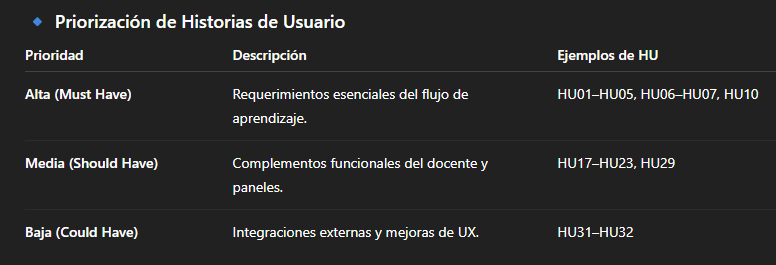 Priorización de Historias de Usuario
Prioridad Descripción Ejemplos de HU
Alta (Must Have) Requerimientos esenciales del flujo de aprendizaje. HU01–HU05, HU06–HU07, HU10
Media (Should Have) Complementos funcionales del docente y paneles. HU17–HU23, HU29
Baja (Could Have) Integraciones externas y mejoras de UX. HU31–HU32